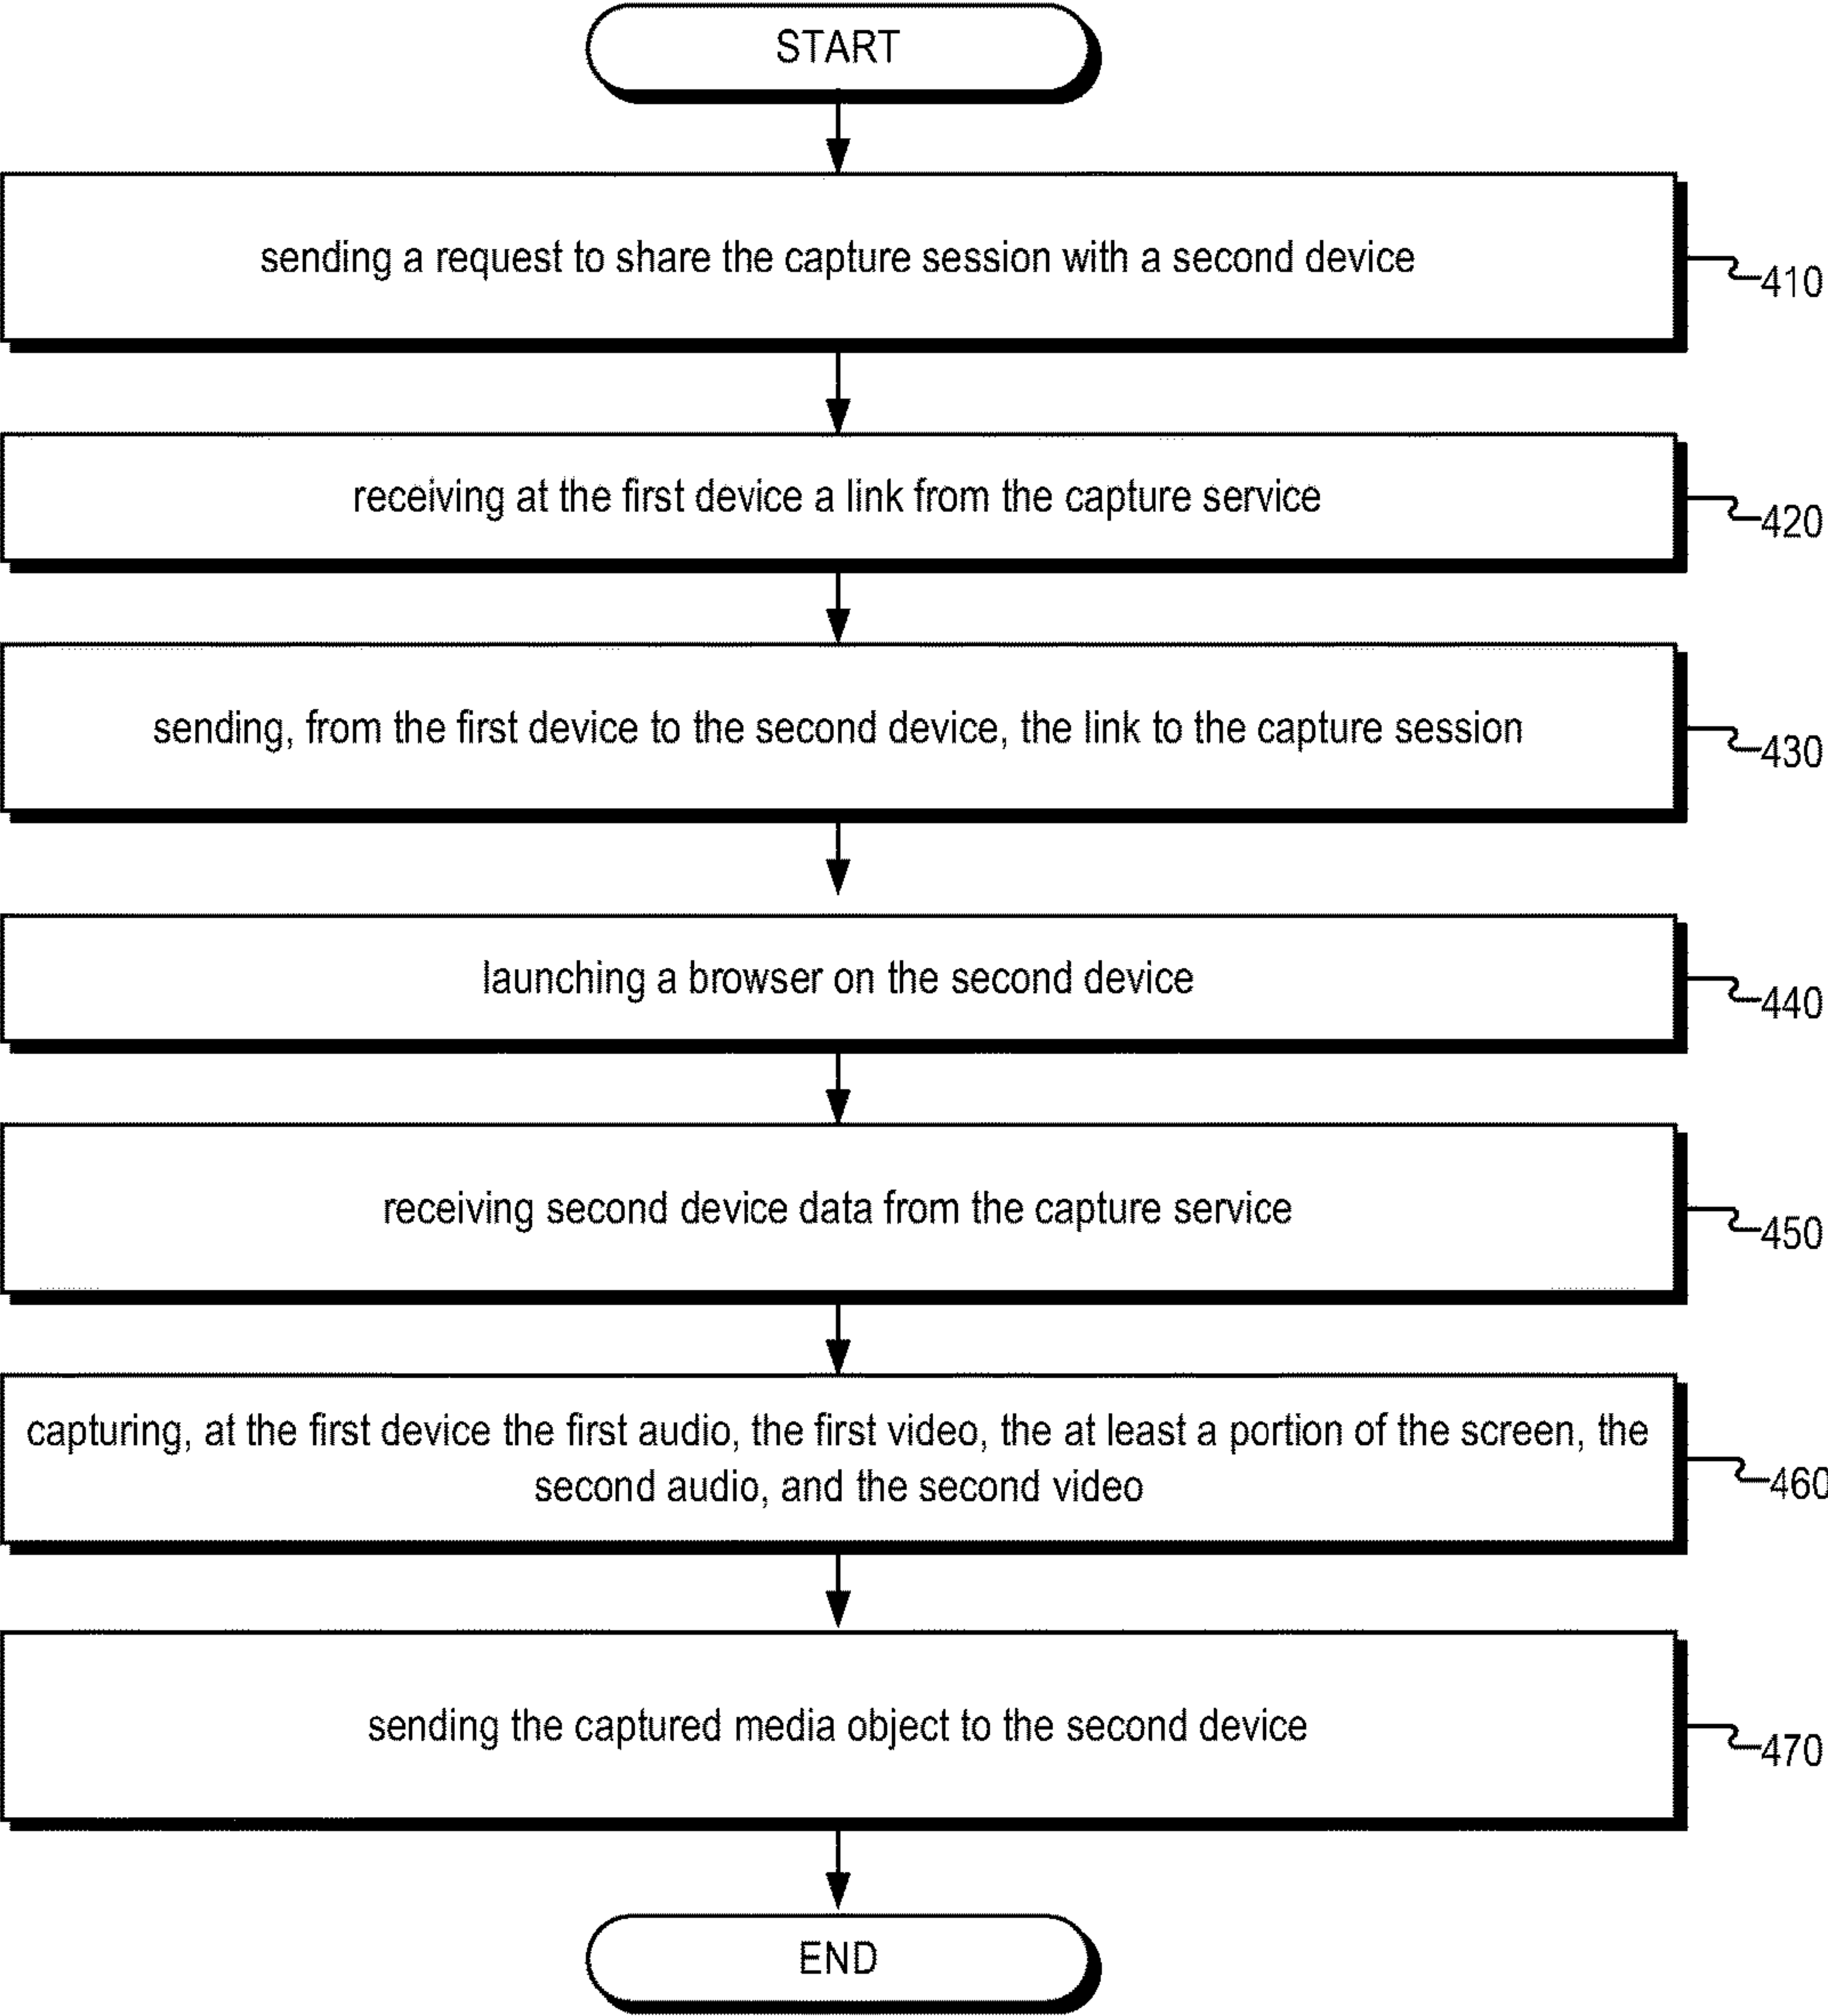 START
sending a request to share the capture session with a second device
410
receiving at the first device a link from the capture service
420
sending, from the first device to the second device, the link to the capture session
430
launching a browser on the second device
440
receiving second device data from the capture service
450
capturing, at the first device the first audio, the first video, the at least a portion of the screen, the
second audio, and the second video
460
sending the captured media object to the second device
470
END